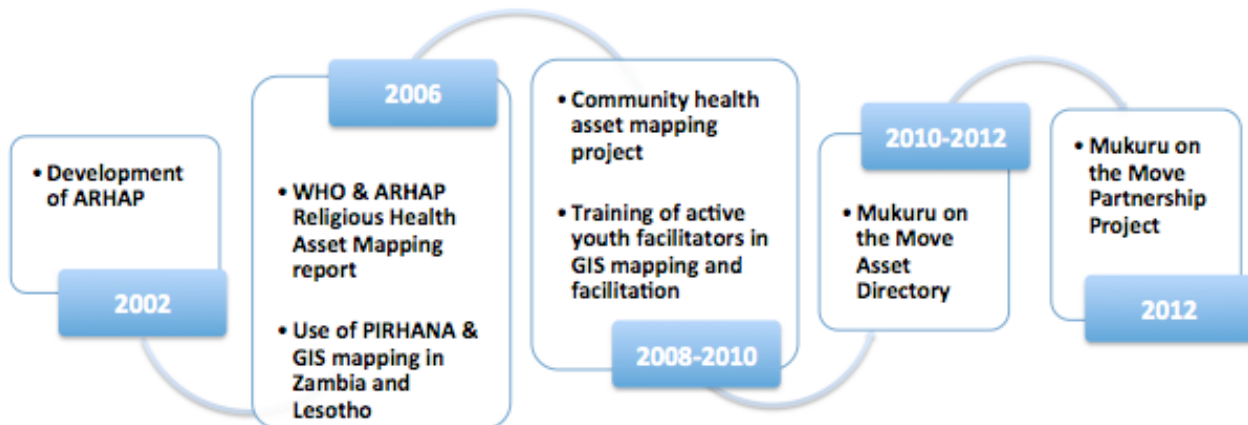 • Development
of ARHAP
2002
2006
• WHO & ARHAP
Religious Health
Asset Mapping
report
• Use of PIRHANA &
GIS mapping in
Zambia and
Lesotho
• Community health
asset mapping
project
• Training of active
youth facilitators in
GIS mapping and
facilitation
2008-2010
2010-2012
• Mukuru on
the Move
Asset
Directory
• Mukuru on
the Move
Partnership
Project
2012